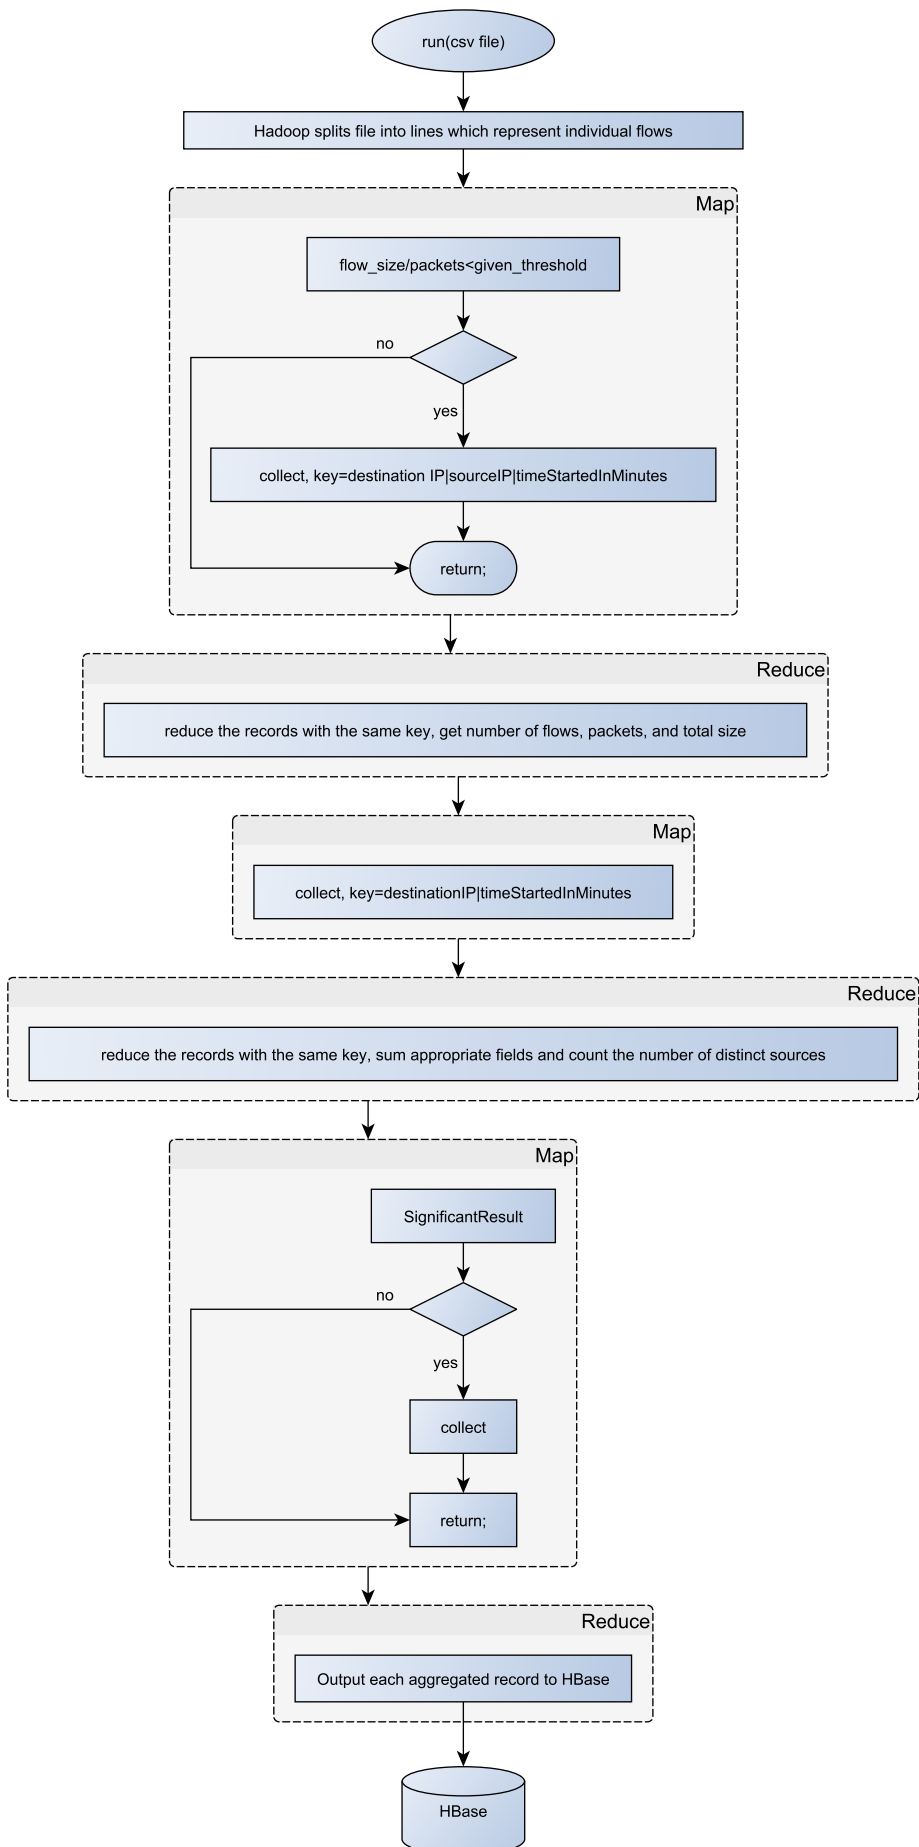 run(csv file)
Hadoop splits file into lines which represent individual flows
Map
flow_size/packets<given_threshold
no
yes
collect, key=destination IP|sourceIP|timeStartedInMinutes
return;
Reduce
reduce the records with the same key, get number of flows, packets, and total size
Map
collect, key=destinationIP|timeStartedInMinutes
Reduce
reduce the records with the same key, sum appropriate fields and count the number of distinct sources
Map
SignificantResult
no
yes
collect
return;
Reduce
Output each aggregated record to HBase
HBase